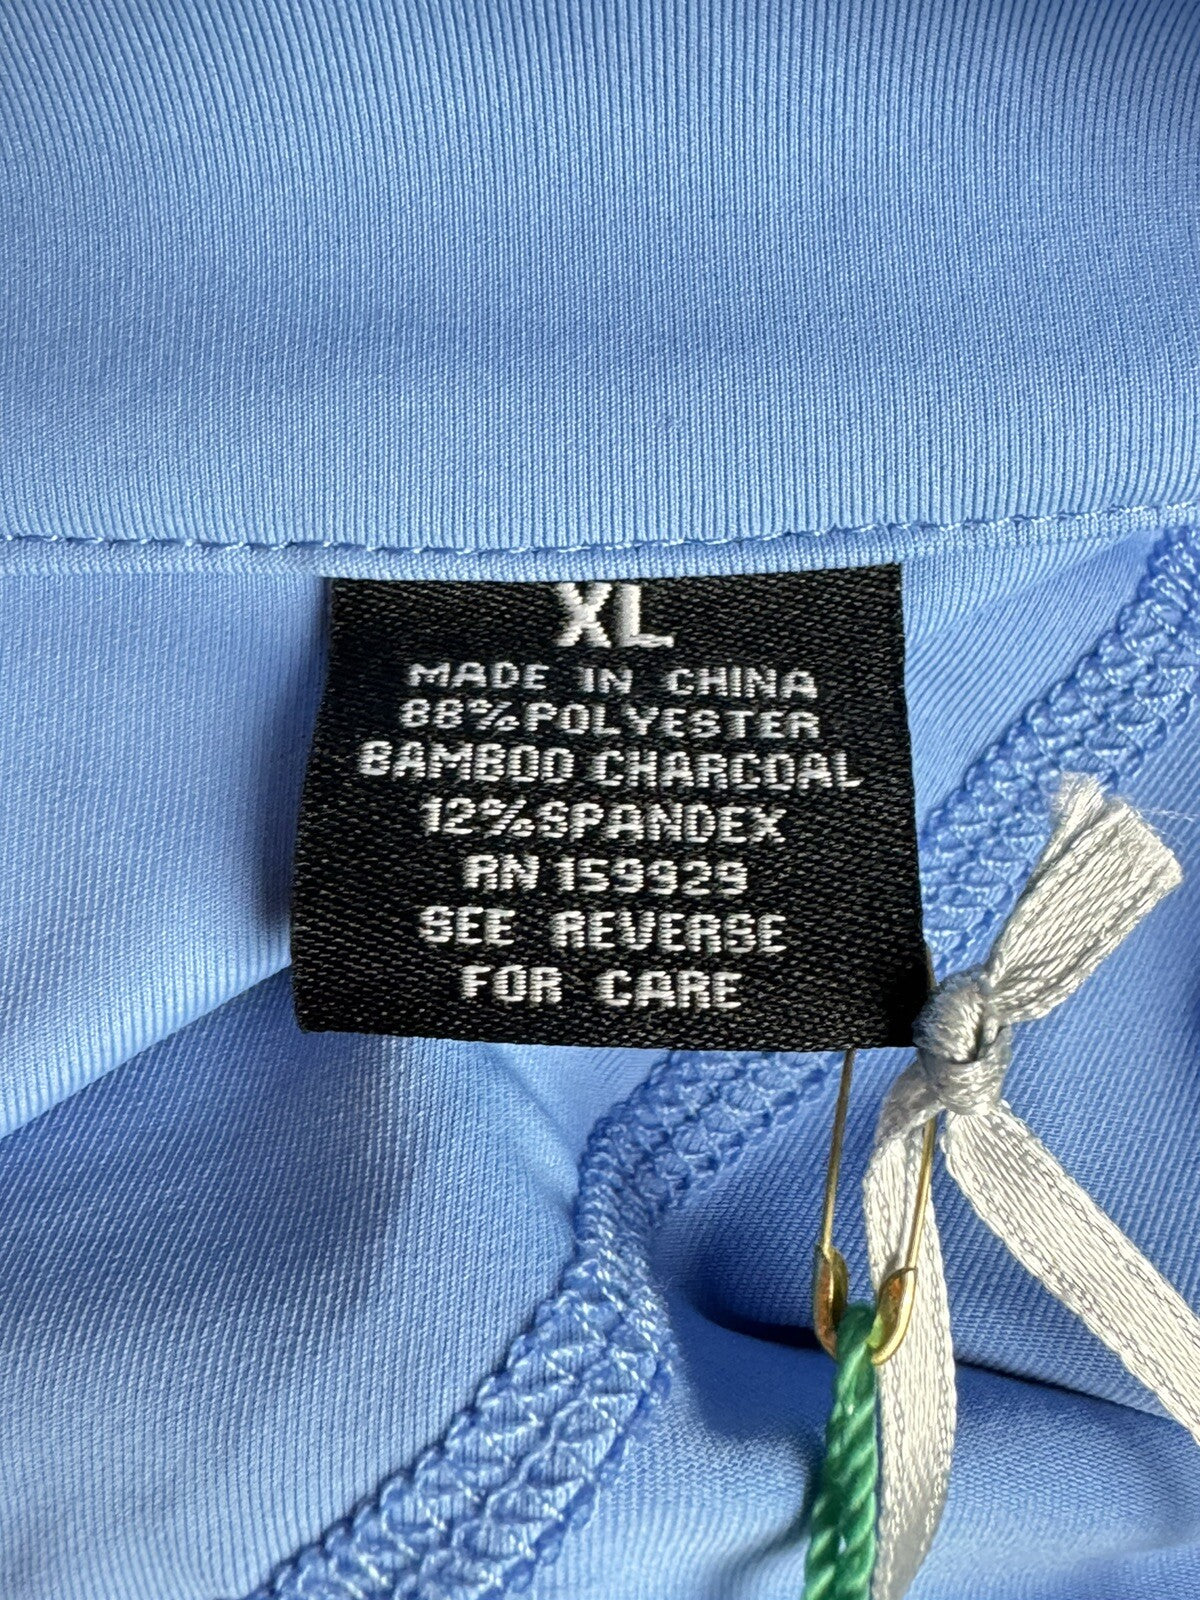 XL
MADE IN CHINA
88%POLYESTER
BAMBOO CHARCOAL
12%SPANDEX
RN 159929
SEE REVERSE
FOR CARE